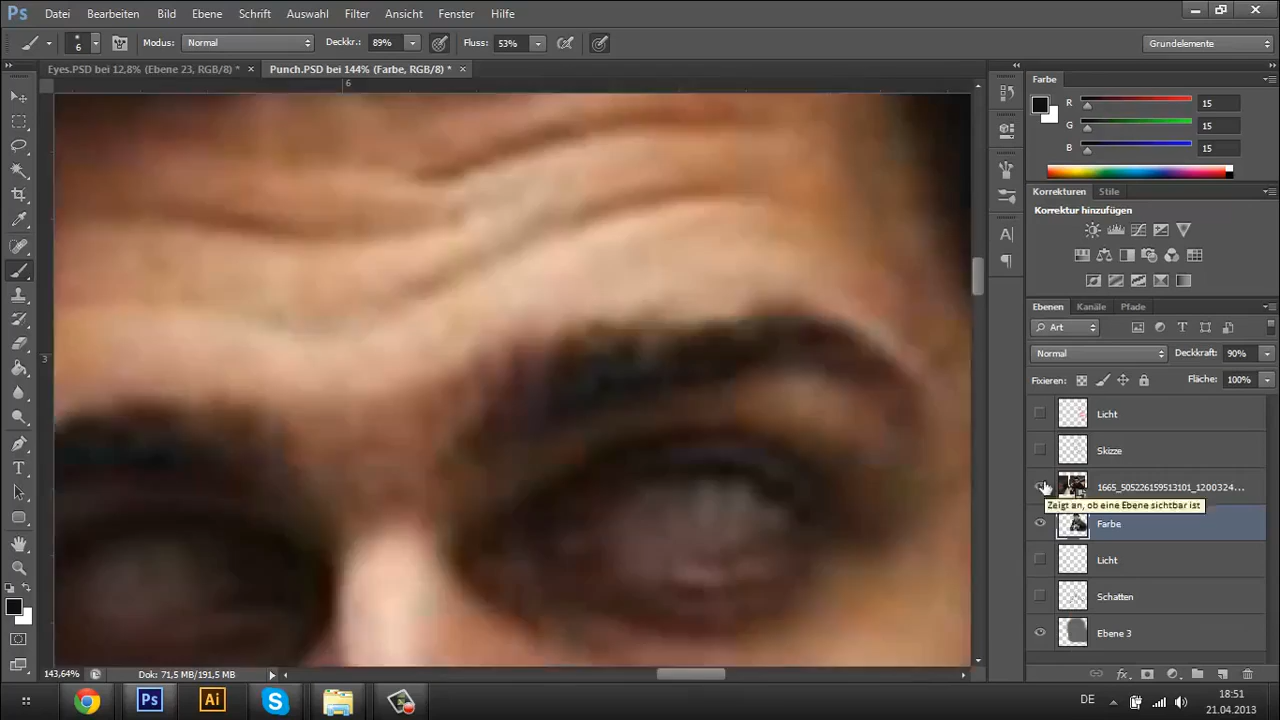 Ps Datei Bearbeiten Bild Ebene Schrift Auswahl Filter Ansicht Fenster Hilfe
6 Modus: Normal Deckkr.: 89% Fluss: 53% Grundelemente
Eyes.PSD bei 12,8% (Ebene 23, RGB/8) * × Punch.PSD bei 144% (Farbe, RGB/8) * ×
6
3
Farbe
R 15
G 15
B 15
Korrekturen Stile
Korrektur hinzufügen
Ebenen Kanäle Pfade
Art
Normal Deckkraft: 90%
Fixieren: Fläche: 100%
Licht
Skizze
1665_505226159513101_1200324...
Zeigt an, ob eine Ebene sichtbar ist
Farbe
Licht
Schatten
Ebene 3
143,64% Dok: 71,5 MB/191,5 MB
Ps Ai DE 18:51
21.04.2013